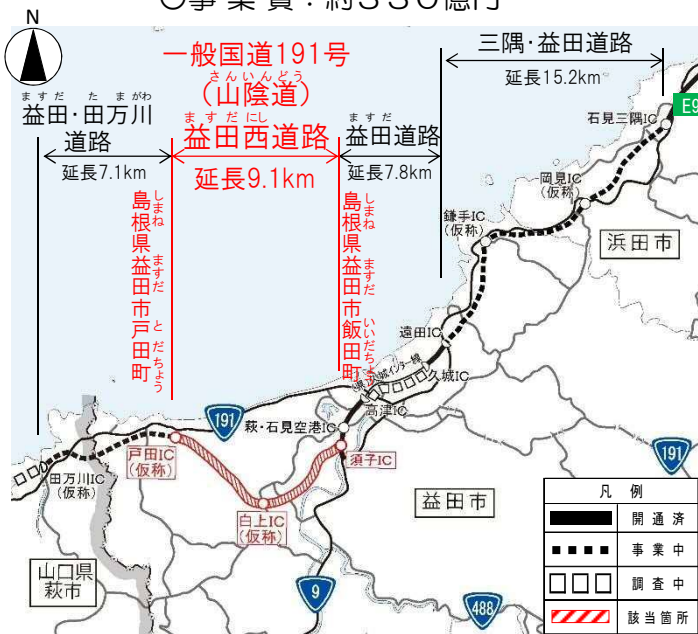 〇事業費：約330億円
N
一般国道191号
さんいんどう
（山陰道）
ますだにし
益田西道路
延長9.1km
ますだ たまがわ
益田・田万川
道路
延長7.1km
ますだ
益田道路
延長7.8km
三隅・益田道路
延長15.2km
しまね ますだ とだちょう
島根県益田市戸田町
しまね ますだ いいだちょう
島根県益田市飯田町
石見三隅IC
E9
岡見IC
（仮称）
鎌手IC
（仮称）
浜田市
遠田IC
久城IC
高津IC
萩・石見空港IC
須子IC
191
戸田IC
（仮称）
田万川IC
（仮称）
白上IC
（仮称）
益田市
191
山口県
萩市
9
488
凡例
開通済
事業中
調査中
該当箇所